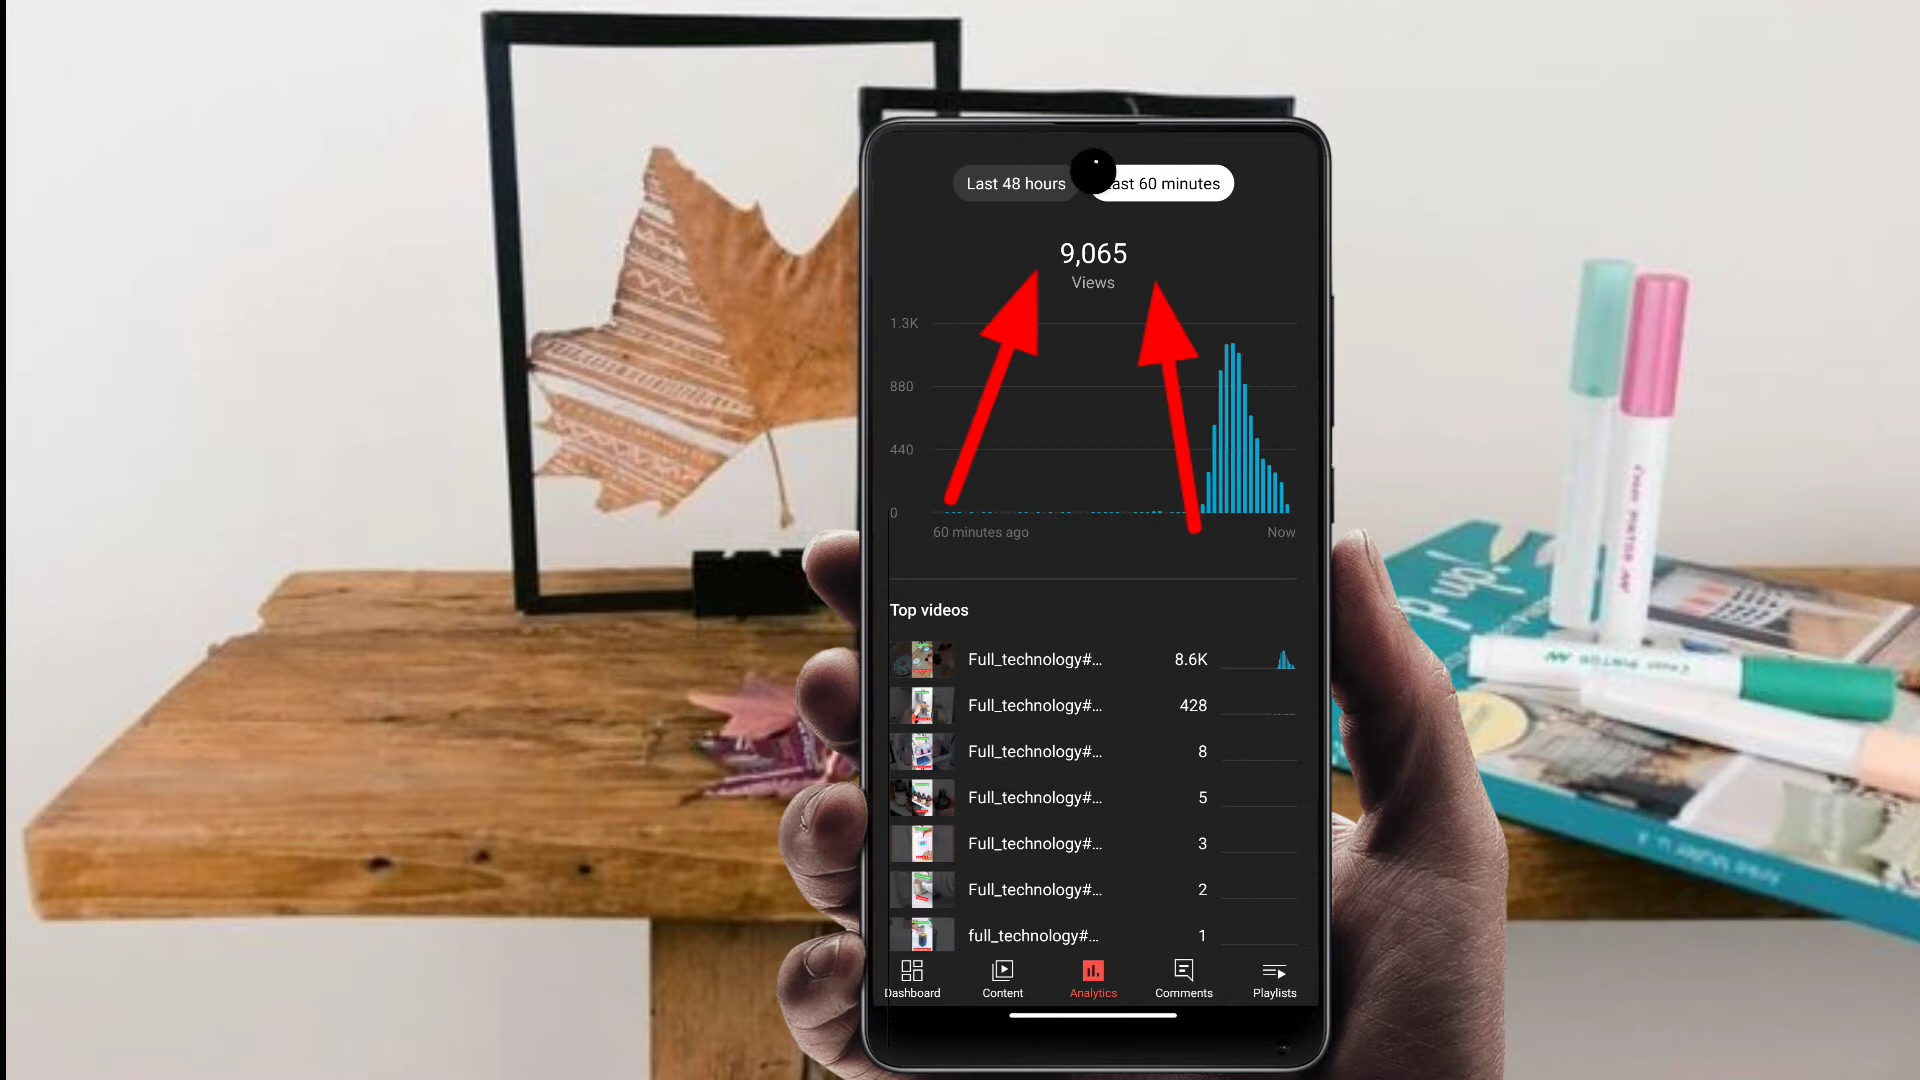 Last 48 hours
ast 60 minutes
9,065
Views
1.3K
880
440
0
60 minutes ago
Now
Top videos
Full_technology#... 8.6K
Full_technology#... 428
Full_technology#... 8
Full_technology#... 5
Full_technology#... 3
Full_technology#... 2
full_technology#... 1
Dashboard
Content
Analytics
Comments
Playlists